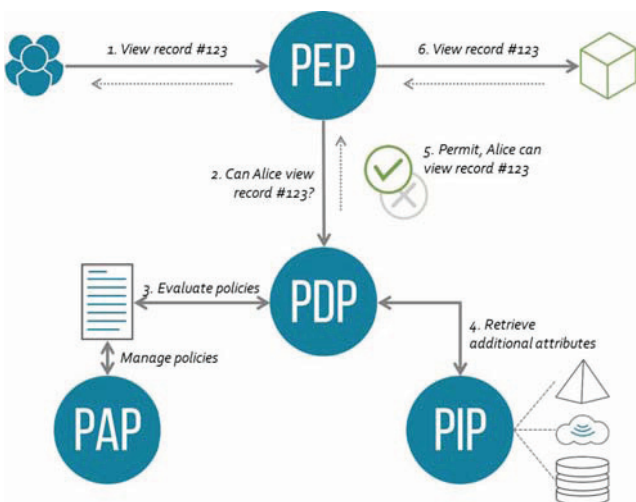 1. View record #123
PEP
6. View record #123
2. Can Alice view
record #123?
5. Permit, Alice can
view record #123
3. Evaluate policies
PDP
4. Retrieve
additional attributes
Manage policies
PAP
PIP